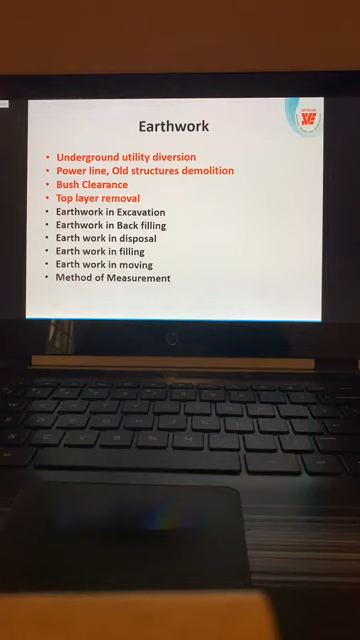 Earthwork
• Underground utility diversion
• Power line, Old structures demolition
• Bush Clearance
• Top layer removal
• Earthwork in Excavation
• Earthwork in Back filling
• Earth work in disposal
• Earth work in filling
• Earth work in moving
• Method of Measurement
hp